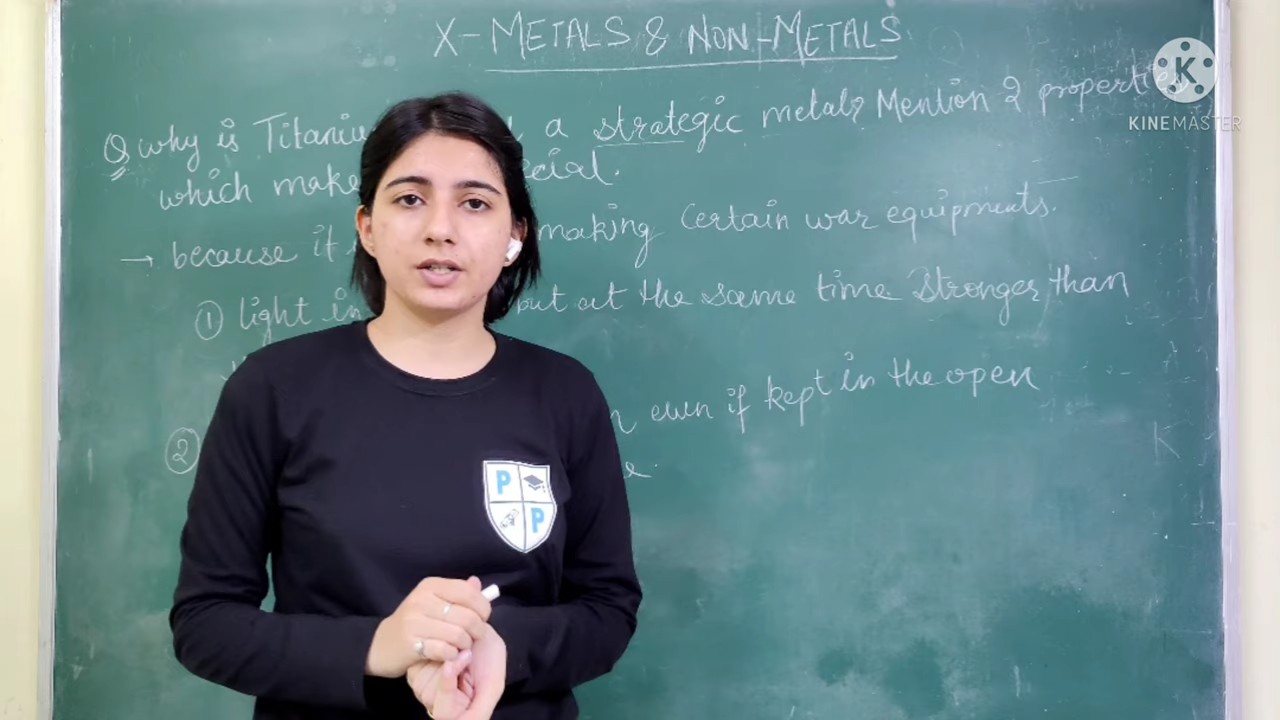 X- METALS & NON-METALS
Q why is Titaniu a strategic metal? Mention 2 properties
which make ecial.
→ because it making certain war equipments.
① light in but at the same time stronger than
② even if kept in the open
K
KINEMASTER
P
P